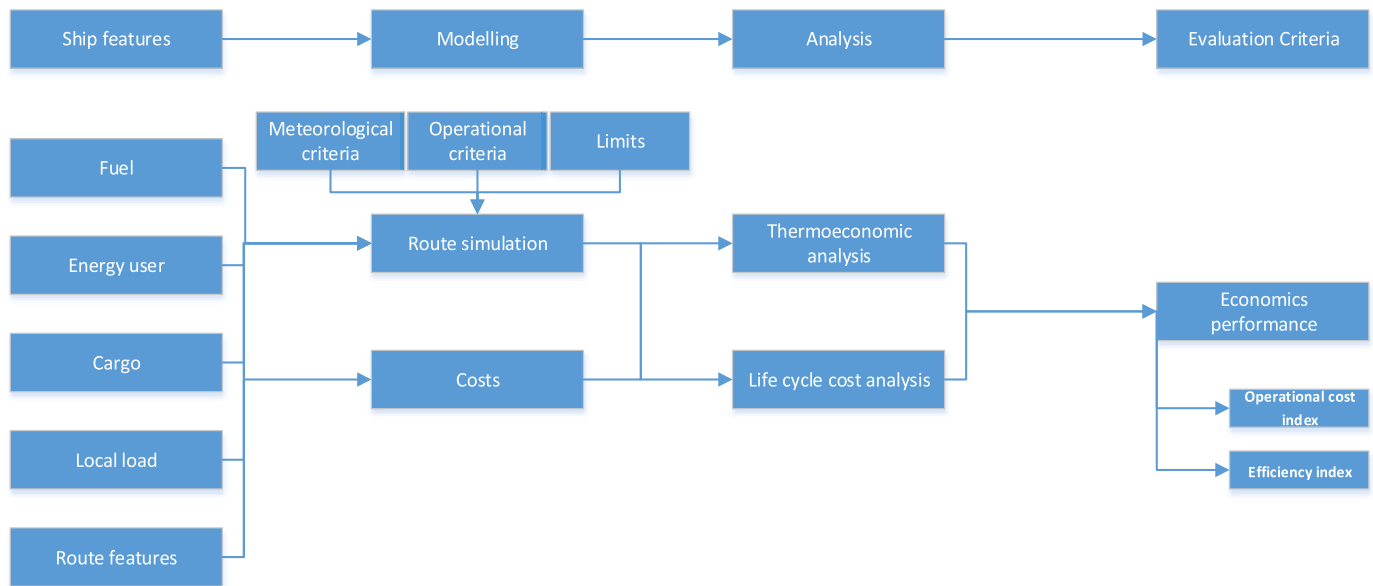 Ship features
Modelling
Analysis
Evaluation Criteria
Meteorological
criteria
Operational
criteria
Limits
Fuel
Energy user
Cargo
Local load
Route features
Route simulation
Costs
Thermoeconomic
analysis
Life cycle cost analysis
Economics
performance
Operational cost
index
Efficiency index